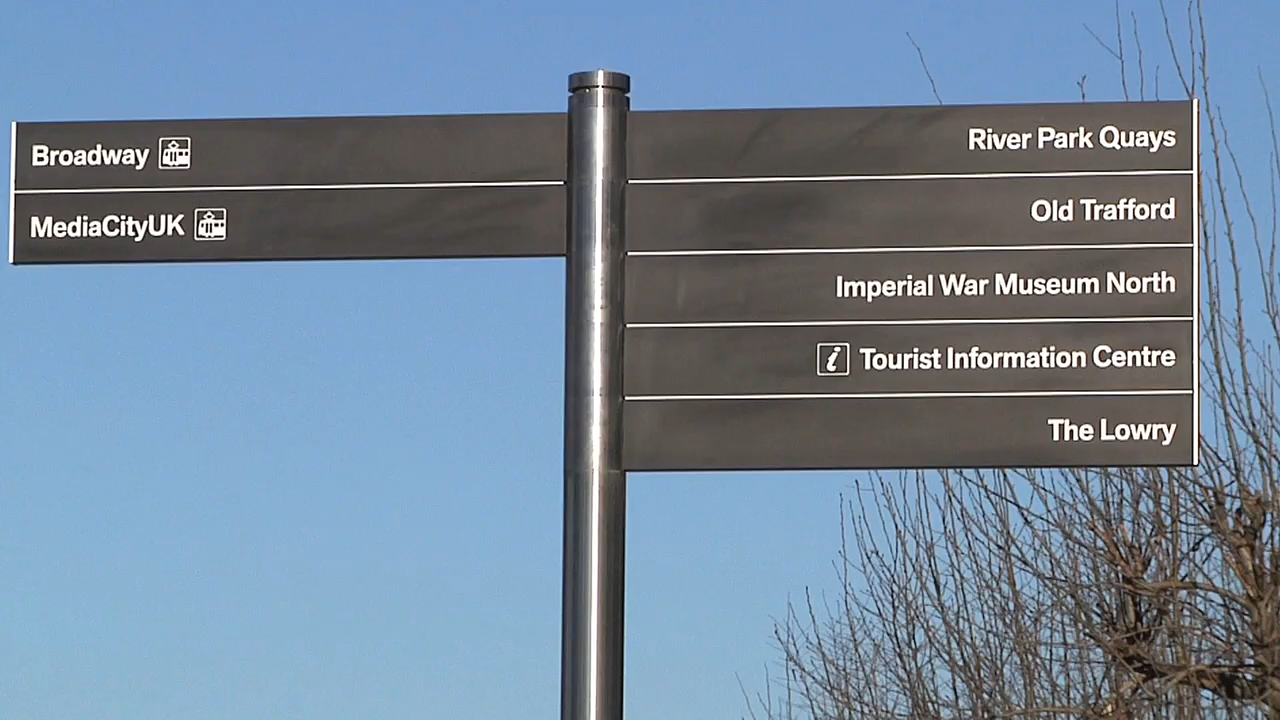 Broadway
MediaCityUK
River Park Quays
Old Trafford
Imperial War Museum North
i Tourist Information Centre
The Lowry